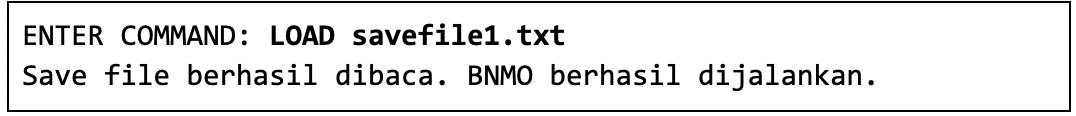 ENTER COMMAND: LOAD savefile1.txt
Save file berhasil dibaca. BNMO berhasil dijalankan.